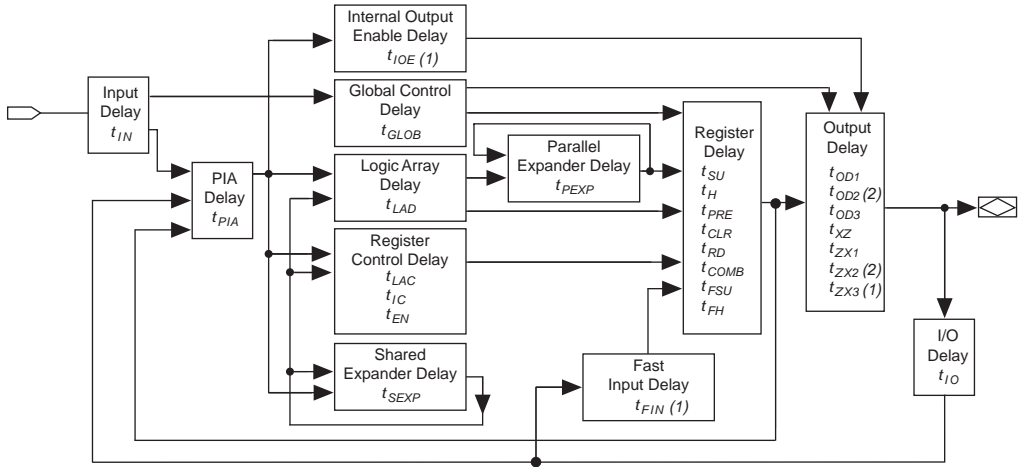 Internal Output
Enable Delay
tIOE (1)
Input
Delay
tIN
Global Control
Delay
tGLOB
PIA
Delay
tPIA
Logic Array
Delay
tLAD
Parallel
Expander Delay
tPEXP
Register
Control Delay
tLAC
tIC
tEN
Shared
Expander Delay
tSEXP
Register
Delay
tSU
tH
tPRE
tCLR
tRD
tCOMB
tFSU
tFH
Fast
Input Delay
tFIN (1)
Output
Delay
tOD1
tOD2 (2)
tOD3
tXZ
tZX1
tZX2 (2)
tZX3 (1)
I/O
Delay
tIO